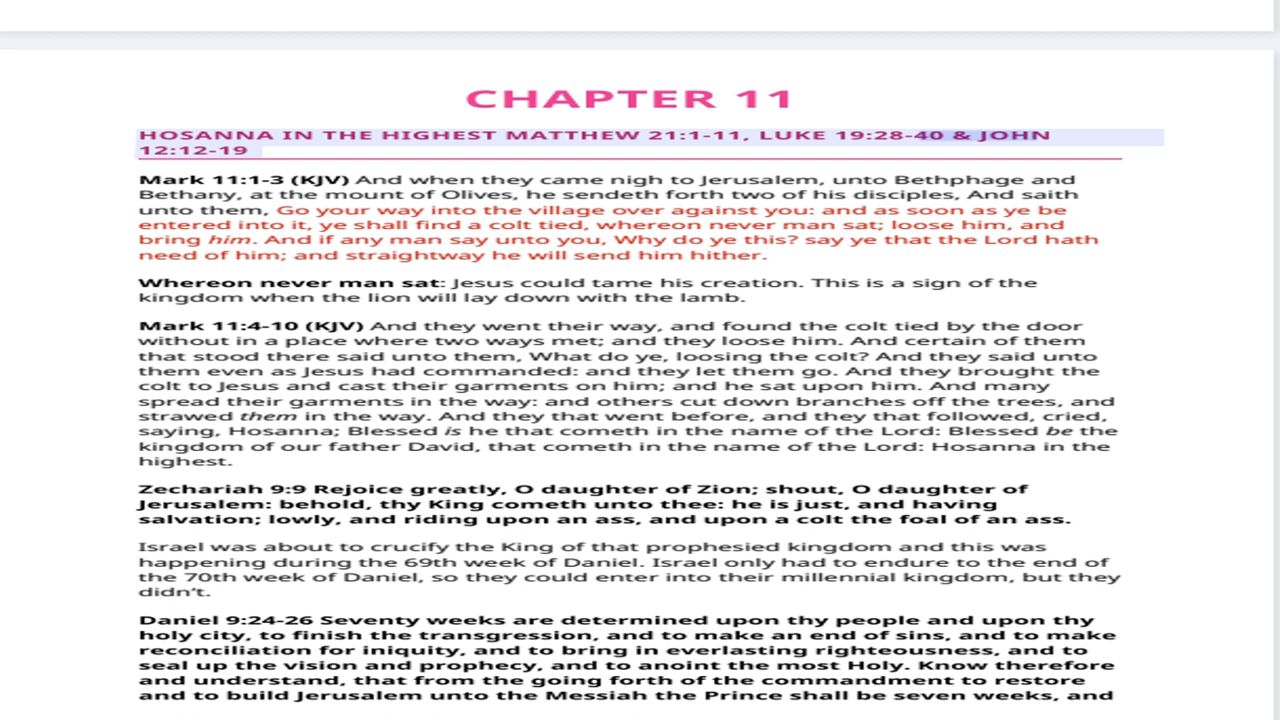 CHAPTER 11
HOSANNA IN THE HIGHEST MATTHEW 21:1-11, LUKE 19:28-40 & JOHN
12:12-19
Mark 11:1-3 (KJV) And when they came nigh to Jerusalem, unto Bethphage and
Bethany, at the mount of Olives, he sendeth forth two of his disciples, And saith
unto them, Go your way into the village over against you: and as soon as ye be
entered into it, ye shall find a colt tied, whereon never man sat; loose him, and
bring him. And if any man say unto you, Why do ye this? say ye that the Lord hath
need of him; and straightway he will send him hither.
Whereon never man sat: Jesus could tame his creation. This is a sign of the
kingdom when the lion will lay down with the lamb.
Mark 11:4-10 (KJV) And they went their way, and found the colt tied by the door
without in a place where two ways met; and they loose him. And certain of them
that stood there said unto them, What do ye, loosing the colt? And they said unto
them even as Jesus had commanded: and they let them go. And they brought the
colt to Jesus and cast their garments on him; and he sat upon him. And many
spread their garments in the way: and others cut down branches off the trees, and
strawed them in the way. And they that went before, and they that followed, cried,
saying, Hosanna; Blessed is he that cometh in the name of the Lord: Blessed be the
kingdom of our father David, that cometh in the name of the Lord: Hosanna in the
highest.
Zechariah 9:9 Rejoice greatly, O daughter of Zion; shout, O daughter of
Jerusalem: behold, thy King cometh unto thee: he is just, and having
salvation; lowly, and riding upon an ass, and upon a colt the foal of an ass.
Israel was about to crucify the King of that prophesied kingdom and this was
happening during the 69th week of Daniel. Israel only had to endure to the end of
the 70th week of Daniel, so they could enter into their millennial kingdom, but they
didn't.
Daniel 9:24-26 Seventy weeks are determined upon thy people and upon thy
holy city, to finish the transgression, and to make an end of sins, and to make
reconciliation for iniquity, and to bring in everlasting righteousness, and to
seal up the vision and prophecy, and to anoint the most Holy. Know therefore
and understand, that from the going forth of the commandment to restore
and to build Jerusalem unto the Messiah the Prince shall be seven weeks, and